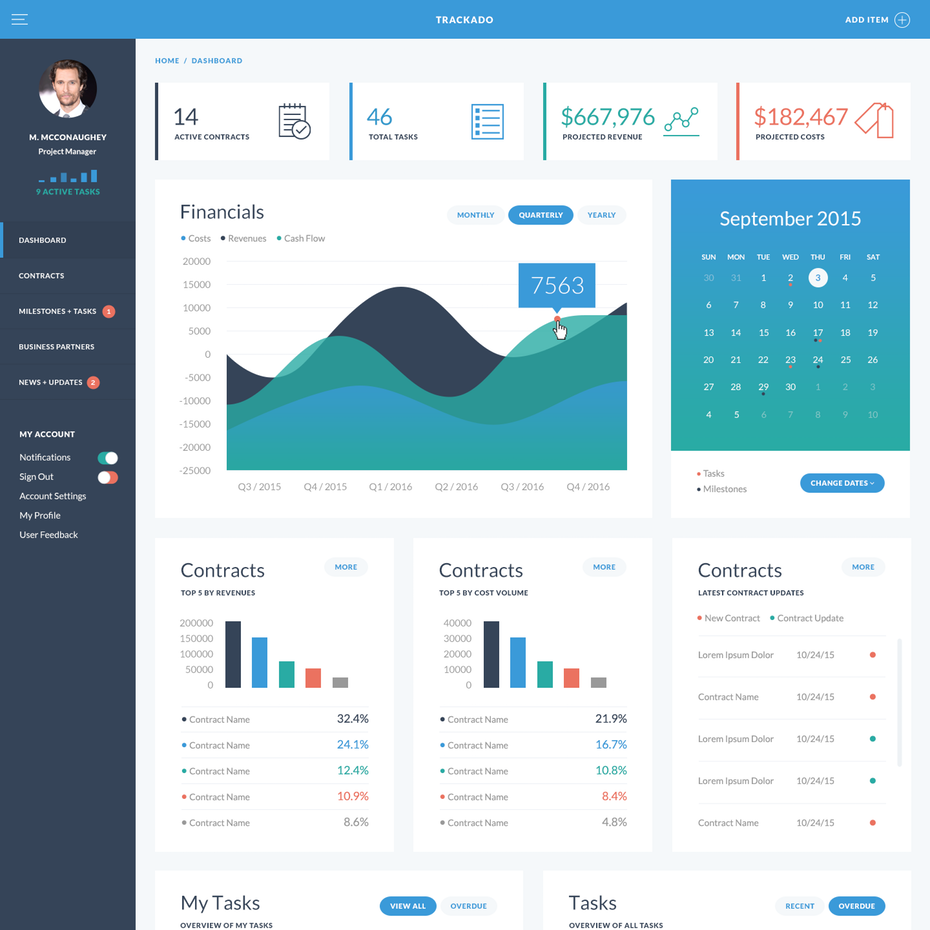 TRACKADO
ADD ITEM
M. MCCONAUGHEY
Project Manager
9 ACTIVE TASKS
DASHBOARD
CONTRACTS
MILESTONES + TASKS 1
BUSINESS PARTNERS
NEWS + UPDATES 2
MY ACCOUNT
Notifications
Sign Out
Account Settings
My Profile
User Feedback
HOME / DASHBOARD
14
ACTIVE CONTRACTS
46
TOTAL TASKS
$667,976
PROJECTED REVENUE
$182,467
PROJECTED COSTS
Financials
MONTHLY QUARTERLY YEARLY
Costs Revenues Cash Flow
20000
15000
10000
5000
0
-5000
-10000
-15000
-20000
-25000
7563
Q3 / 2015 Q4 / 2015 Q1 / 2016 Q2 / 2016 Q3 / 2016 Q4 / 2016
September 2015
SUN MON TUE WED THU FRI SAT
30 31 1 2 3 4 5
6 7 8 9 10 11 12
13 14 15 16 17 18 19
20 21 22 23 24 25 26
27 28 29 30 1 2 3
4 5 6 7 8 9 10
Tasks
Milestones
CHANGE DATES
Contracts
MORE
TOP 5 BY REVENUES
200000
150000
100000
50000
0
Contract Name 32.4%
Contract Name 24.1%
Contract Name 12.4%
Contract Name 10.9%
Contract Name 8.6%
Contracts
MORE
TOP 5 BY COST VOLUME
40000
30000
20000
10000
0
Contract Name 21.9%
Contract Name 16.7%
Contract Name 10.8%
Contract Name 8.4%
Contract Name 4.8%
Contracts
MORE
LATEST CONTRACT UPDATES
New Contract Contract Update
Lorem Ipsum Dolor 10/24/15
Contract Name 10/24/15
Lorem Ipsum Dolor 10/24/15
Lorem Ipsum Dolor 10/24/15
Contract Name 10/24/15
My Tasks
VIEW ALL OVERDUE
OVERVIEW OF MY TASKS
Tasks
RECENT OVERDUE
OVERVIEW OF ALL TASKS